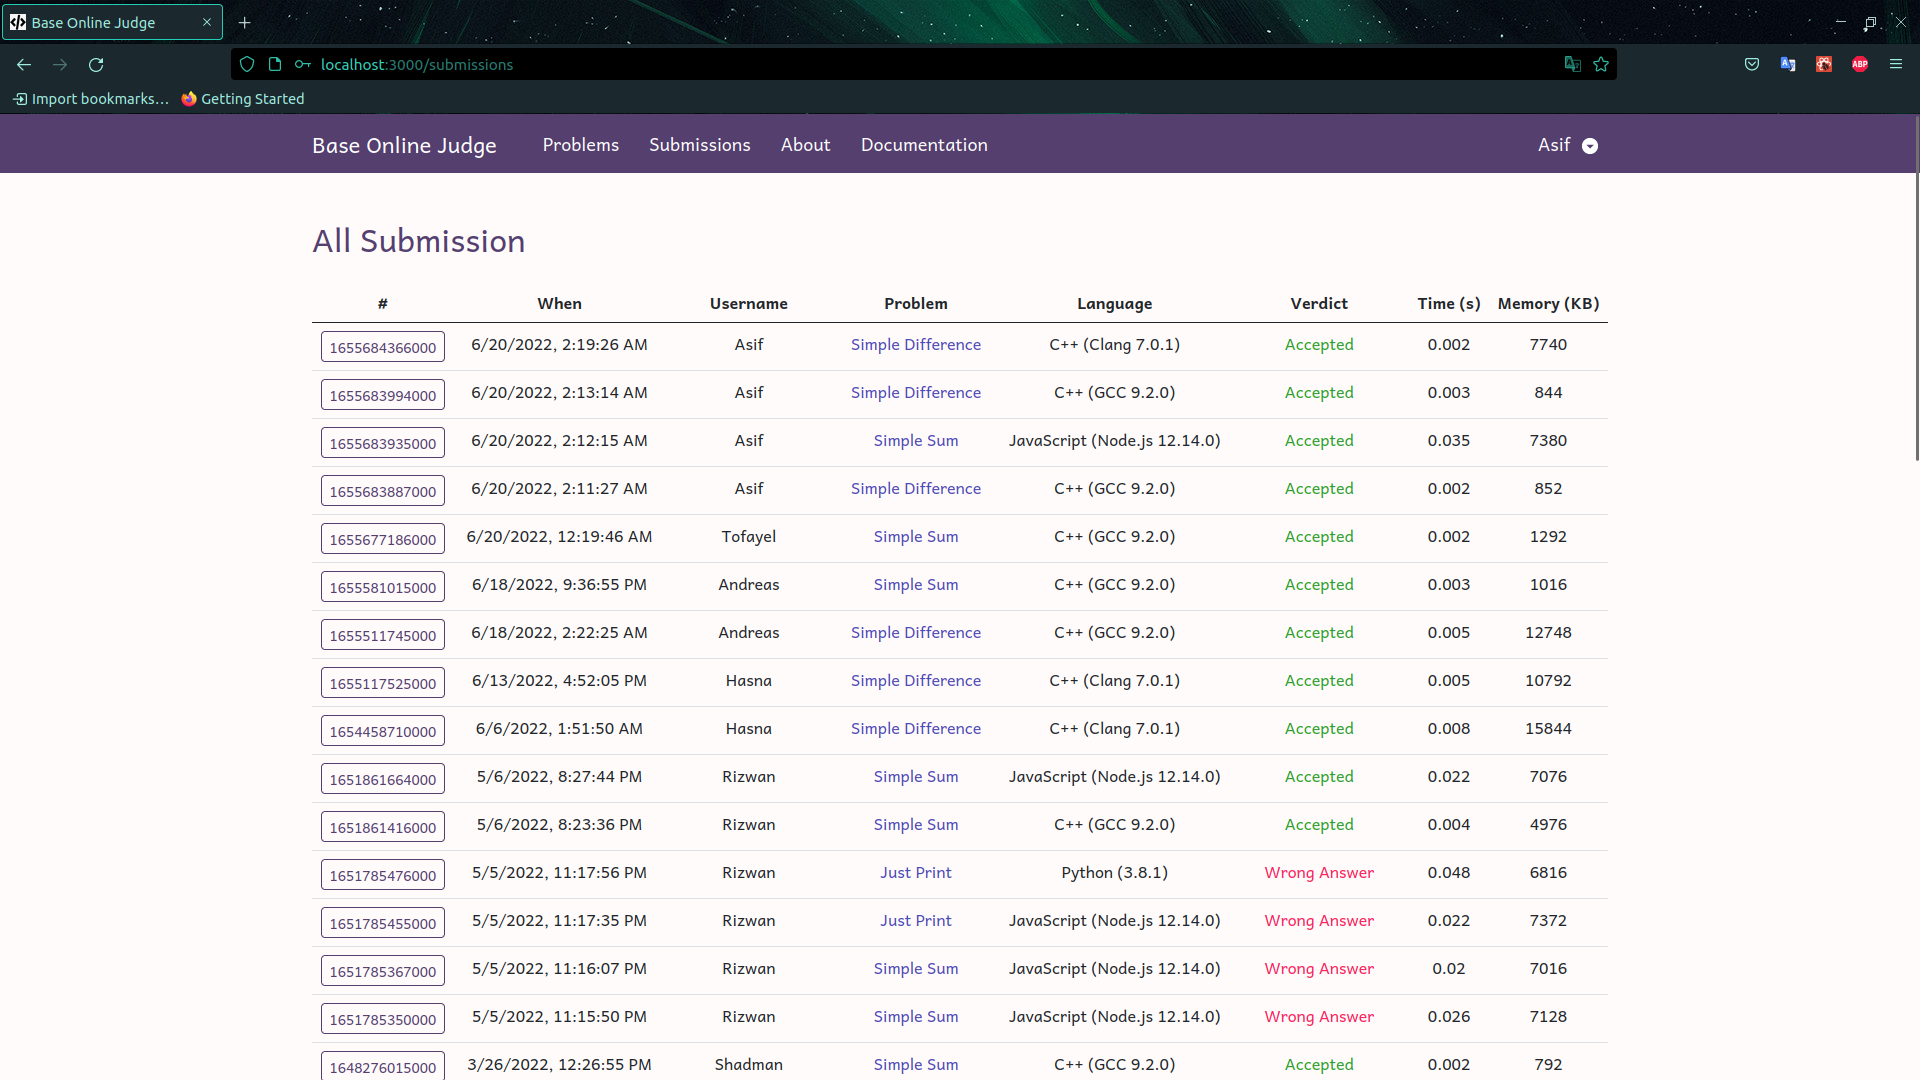 Base Online Judge
localhost:3000/submissions
ABP
Import bookmarks... Getting Started
Base Online Judge Problems Submissions About Documentation Asif
All Submission
# When Username Problem Language Verdict Time (s) Memory (KB)
1655684366000 6/20/2022, 2:19:26 AM Asif Simple Difference C++ (Clang 7.0.1) Accepted 0.002 7740
1655683994000 6/20/2022, 2:13:14 AM Asif Simple Difference C++ (GCC 9.2.0) Accepted 0.003 844
1655683935000 6/20/2022, 2:12:15 AM Asif Simple Sum JavaScript (Node.js 12.14.0) Accepted 0.035 7380
1655683887000 6/20/2022, 2:11:27 AM Asif Simple Difference C++ (GCC 9.2.0) Accepted 0.002 852
1655677186000 6/20/2022, 12:19:46 AM Tofayel Simple Sum C++ (GCC 9.2.0) Accepted 0.002 1292
1655581015000 6/18/2022, 9:36:55 PM Andreas Simple Sum C++ (GCC 9.2.0) Accepted 0.003 1016
1655511745000 6/18/2022, 2:22:25 AM Andreas Simple Difference C++ (GCC 9.2.0) Accepted 0.005 12748
1655117525000 6/13/2022, 4:52:05 PM Hasna Simple Difference C++ (Clang 7.0.1) Accepted 0.005 10792
1654458710000 6/6/2022, 1:51:50 AM Hasna Simple Difference C++ (Clang 7.0.1) Accepted 0.008 15844
1651861664000 5/6/2022, 8:27:44 PM Rizwan Simple Sum JavaScript (Node.js 12.14.0) Accepted 0.022 7076
1651861416000 5/6/2022, 8:23:36 PM Rizwan Simple Sum C++ (GCC 9.2.0) Accepted 0.004 4976
1651785476000 5/5/2022, 11:17:56 PM Rizwan Just Print Python (3.8.1) Wrong Answer 0.048 6816
1651785455000 5/5/2022, 11:17:35 PM Rizwan Just Print JavaScript (Node.js 12.14.0) Wrong Answer 0.022 7372
1651785367000 5/5/2022, 11:16:07 PM Rizwan Simple Sum JavaScript (Node.js 12.14.0) Wrong Answer 0.02 7016
1651785350000 5/5/2022, 11:15:50 PM Rizwan Simple Sum JavaScript (Node.js 12.14.0) Wrong Answer 0.026 7128
1648276015000 3/26/2022, 12:26:55 PM Shadman Simple Sum C++ (GCC 9.2.0) Accepted 0.002 792